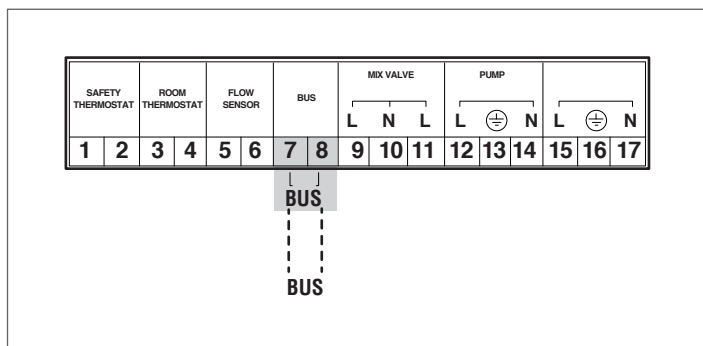 SAFETY THERMOSTAT ROOM THERMOSTAT FLOW SENSOR BUS MIX VALVE PUMP
L N L L ⏚ N L ⏚ N
1 2 3 4 5 6 7 8 9 10 11 12 13 14 15 16 17
BUS
BUS